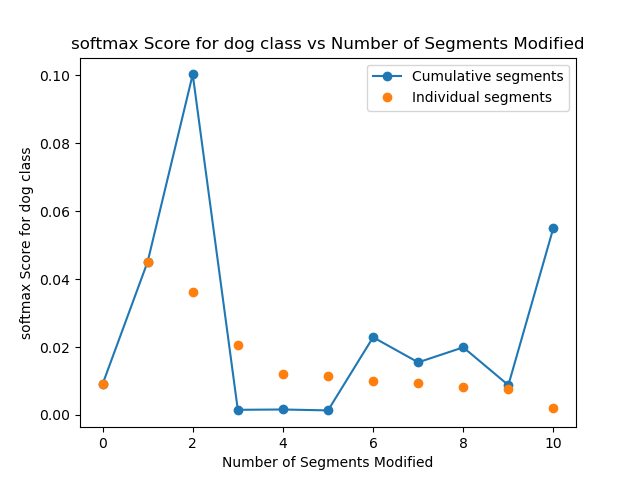 softmax Score for dog class vs Number of Segments Modified
Cumulative segments
Individual segments
softmax Score for dog class
0.10
0.08
0.06
0.04
0.02
0.00
0 2 4 6 8 10
Number of Segments Modified